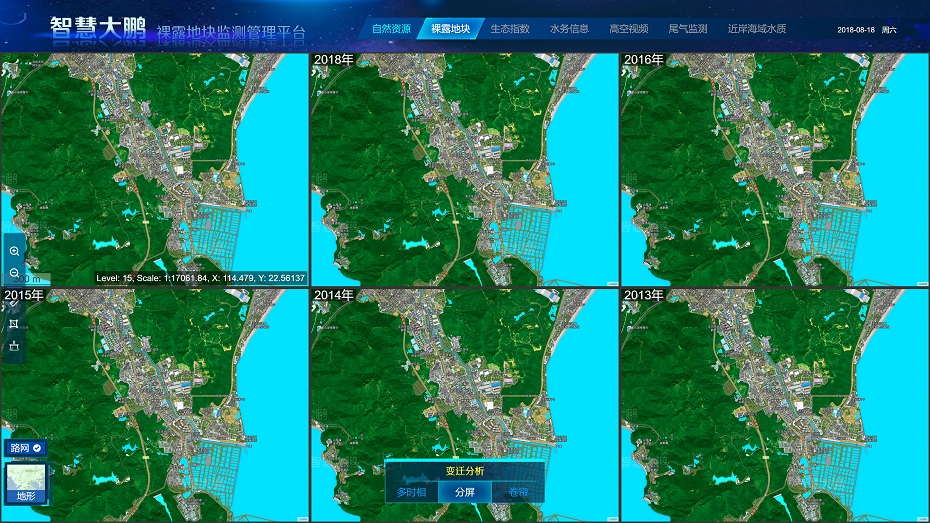 智慧大鹏 裸露地块监测管理平台
自然资源 裸露地块 生态指数 水务信息 高空视频 尾气监测 近岸海域水质
2018-08-18 周六
2018年
2016年
300 m
Level: 15, Scale: 1:17061.84, X: 114.479, Y: 22.56137
2015年
2014年
2013年
路网
地形
变迁分析
多时相 分屏 卷帘